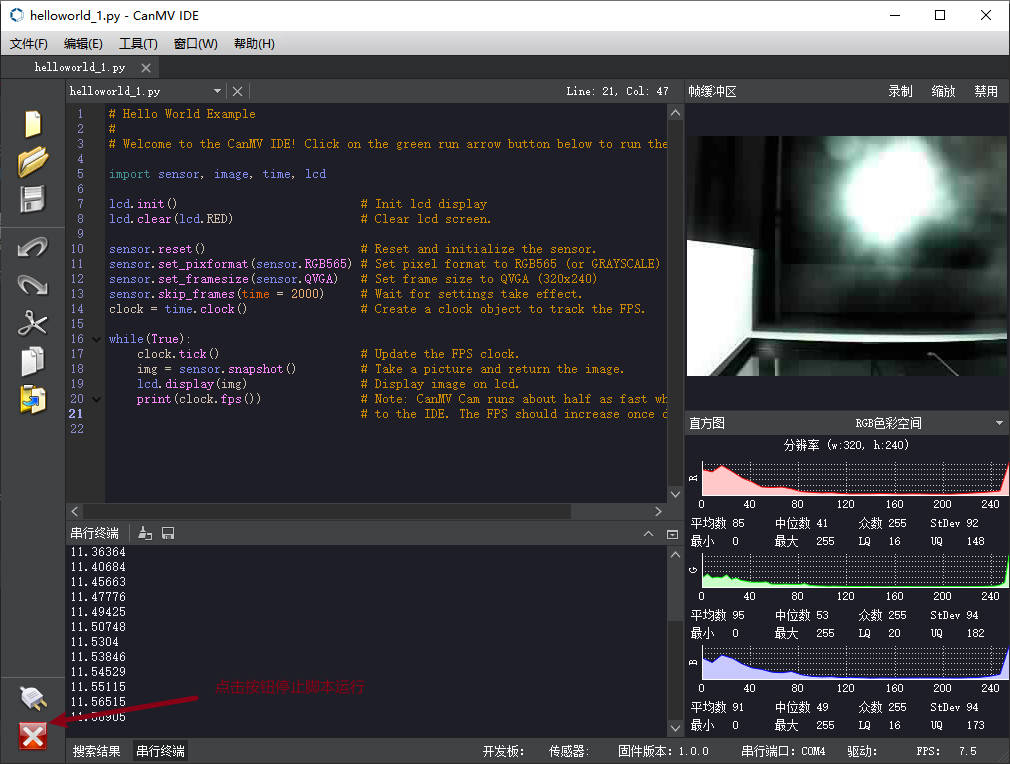 helloworld_1.py - CanMV IDE
文件(F) 编辑(E) 工具(T) 窗口(W) 帮助(H)
helloworld_1.py
helloworld_1.py Line: 21, Col: 47
1 # Hello World Example
2 #
3 # Welcome to the CanMV IDE! Click on the green run arrow button below to run the
4
5 import sensor, image, time, lcd
6
7 lcd.init() # Init lcd display
8 lcd.clear(lcd.RED) # Clear lcd screen.
9
10 sensor.reset() # Reset and initialize the sensor.
11 sensor.set_pixformat(sensor.RGB565) # Set pixel format to RGB565 (or GRAYSCALE)
12 sensor.set_framesize(sensor.QVGA) # Set frame size to QVGA (320x240)
13 sensor.skip_frames(time = 2000) # Wait for settings take effect.
14 clock = time.clock() # Create a clock object to track the FPS.
15
16 while(True):
17 clock.tick() # Update the FPS clock.
18 img = sensor.snapshot() # Take a picture and return the image.
19 lcd.display(img) # Display image on lcd.
20 print(clock.fps()) # Note: CanMV Cam runs about half as fast wh
21 # to the IDE. The FPS should increase once d
22
串行终端
11.36364
11.40684
11.45663
11.47776
11.49425
11.50748
11.5304
11.53846
11.54529
11.55115
11.56515
11.56905
点击按钮停止脚本运行
搜索结果 串行终端
帧缓冲区 录制 缩放 禁用
直方图 RGB色彩空间
分辨率 (w:320, h:240)
R
0 40 80 120 160 200 240
平均数 85 中位数 41 众数 255 StDev 92
最小 0 最大 255 LQ 16 UQ 148
G
0 40 80 120 160 200 240
平均数 95 中位数 53 众数 255 StDev 94
最小 0 最大 255 LQ 20 UQ 182
B
0 40 80 120 160 200 240
平均数 91 中位数 49 众数 255 StDev 94
最小 0 最大 255 LQ 16 UQ 173
开发板: 传感器: 固件版本: 1.0.0 串行端口: COM4 驱动: FPS: 7.5